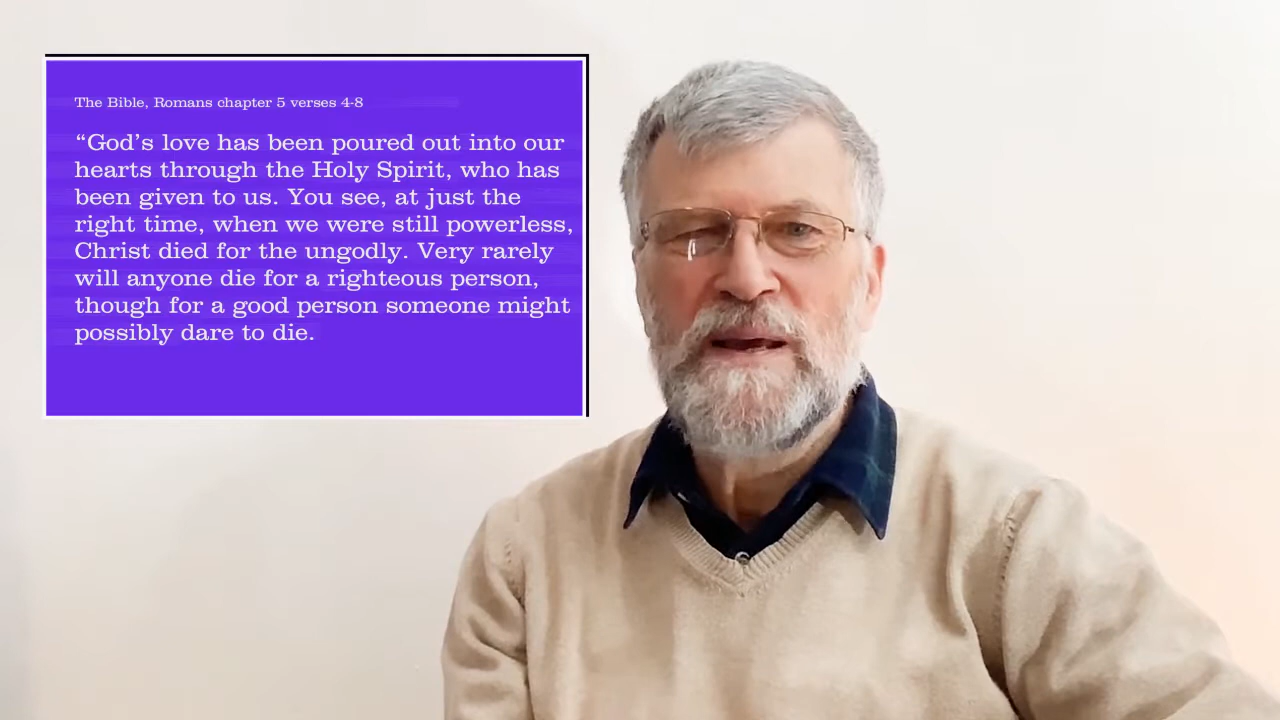 The Bible, Romans chapter 5 verses 4-8
“God’s love has been poured out into our
hearts through the Holy Spirit, who has
been given to us. You see, at just the
right time, when we were still powerless,
Christ died for the ungodly. Very rarely
will anyone die for a righteous person,
though for a good person someone might
possibly dare to die.